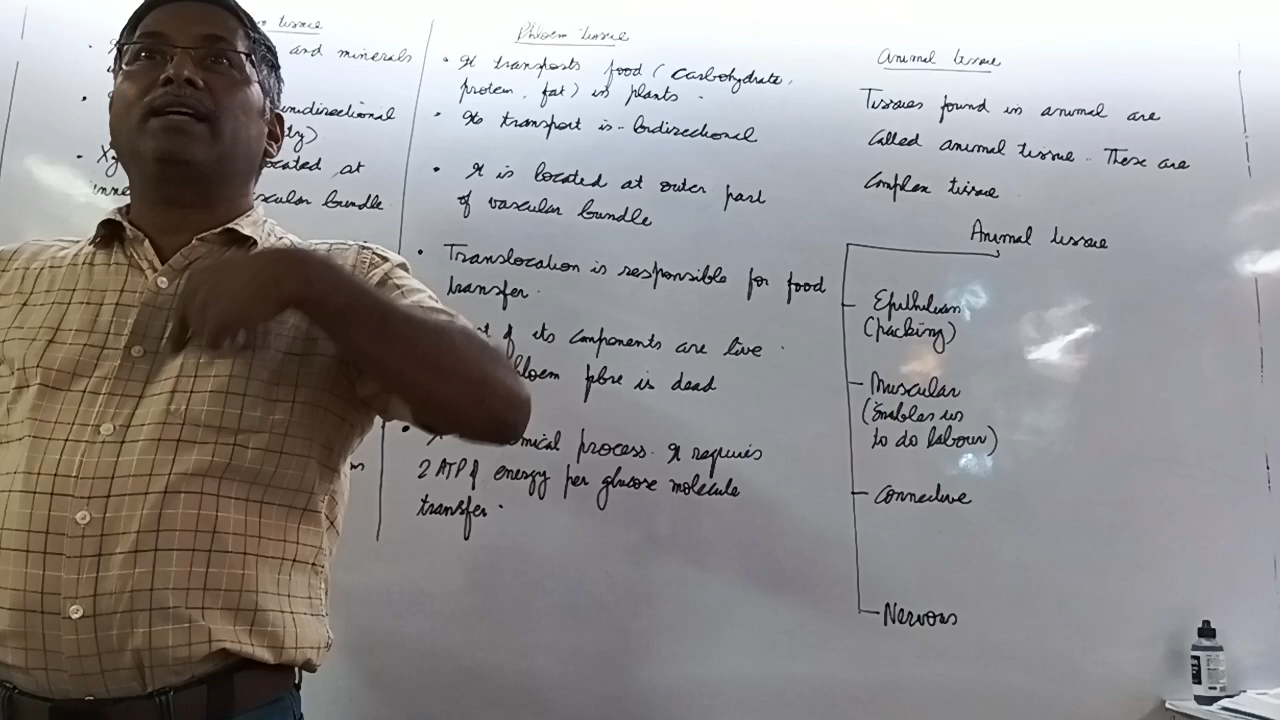 tissue
and minerals
unidirectional
located at
inne vascular bundle
Phloem tissue
• It transports food (carbohydrate,
protein, fat) in plants.
• Its transport is - bidirectional
• It is located at outer part
of vascular bundle
• Translocation is responsible for food
transfer.
of its components are live.
phloem fibre is dead
process. It requires
2 ATP of energy per glucose molecule
transfer.
Animal tissue
Tissues found in animal are
called animal tissue. These are
Complex tissue
Animal tissue
Epithelium
(packing)
Muscular
(Enables us
to do labour)
Connective
Nervous